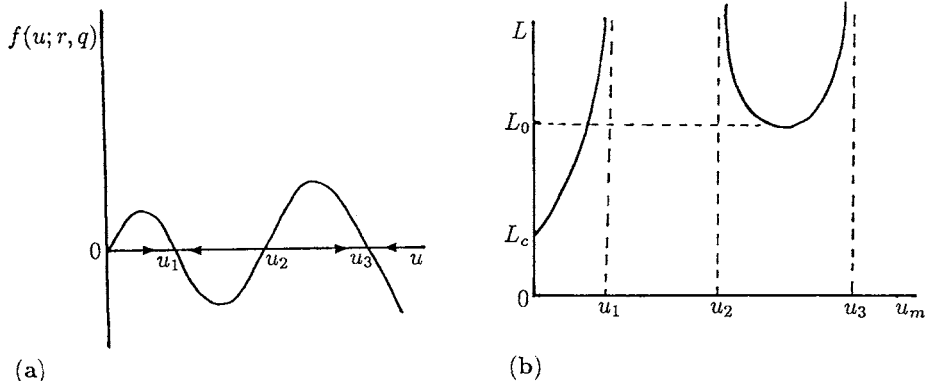 f(u; r, q)
0
u₁
u₂
u₃
u
(a)
L
L₀
L_c
0
u₁
u₂
u₃
u_m
(b)